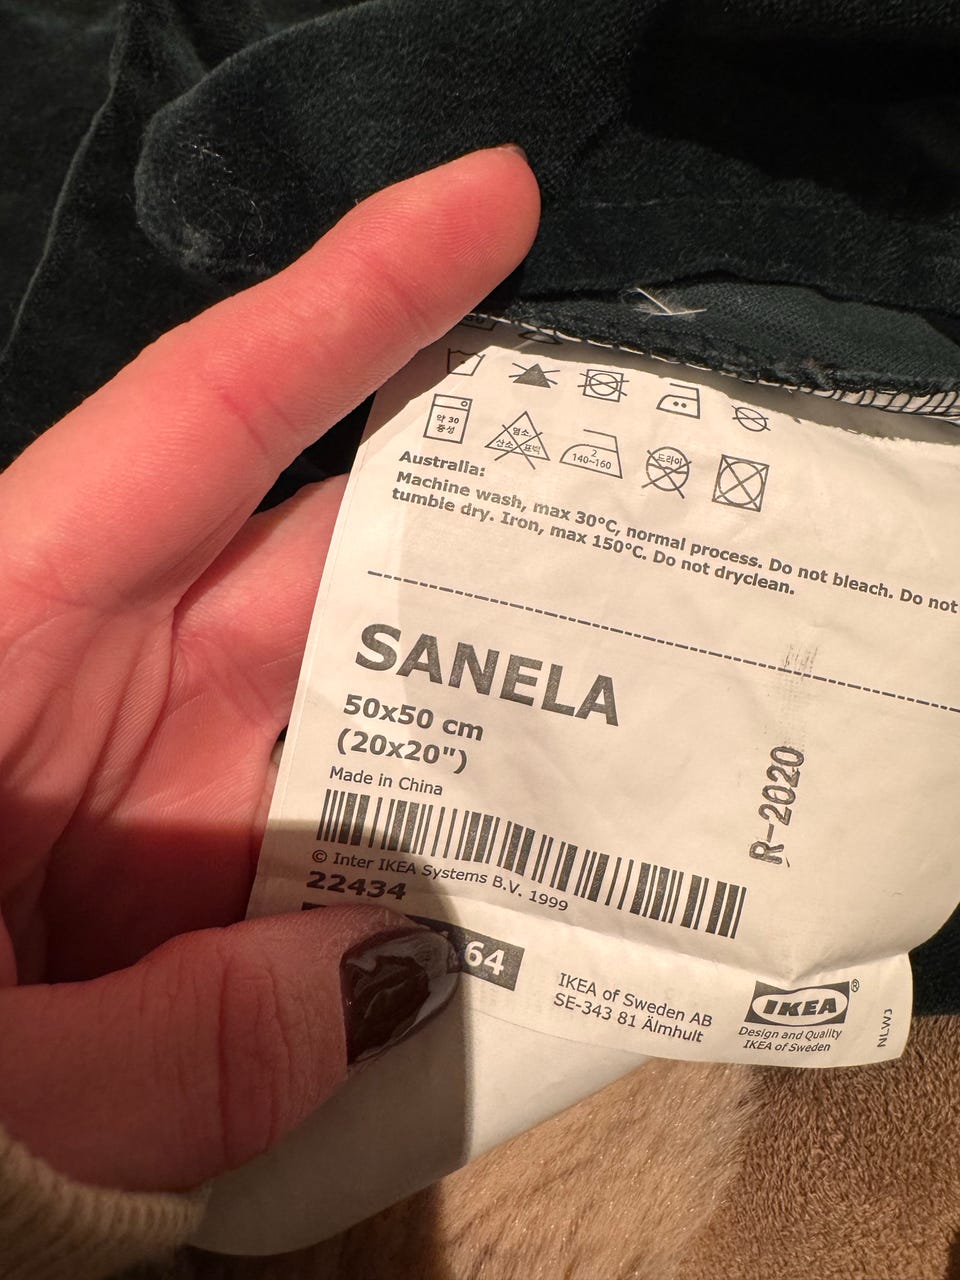 약 30
중성
염소
산소 표백
2
140~160
드라이
Australia:
Machine wash, max 30°C, normal process. Do not bleach. Do not
tumble dry. Iron, max 150°C. Do not dryclean.
SANELA
50x50 cm
(20x20")
Made in China
R-2020
© Inter IKEA Systems B.V. 1999
22434
64
IKEA of Sweden AB
SE-343 81 Älmhult
IKEA®
Design and Quality
IKEA of Sweden
NLWJ